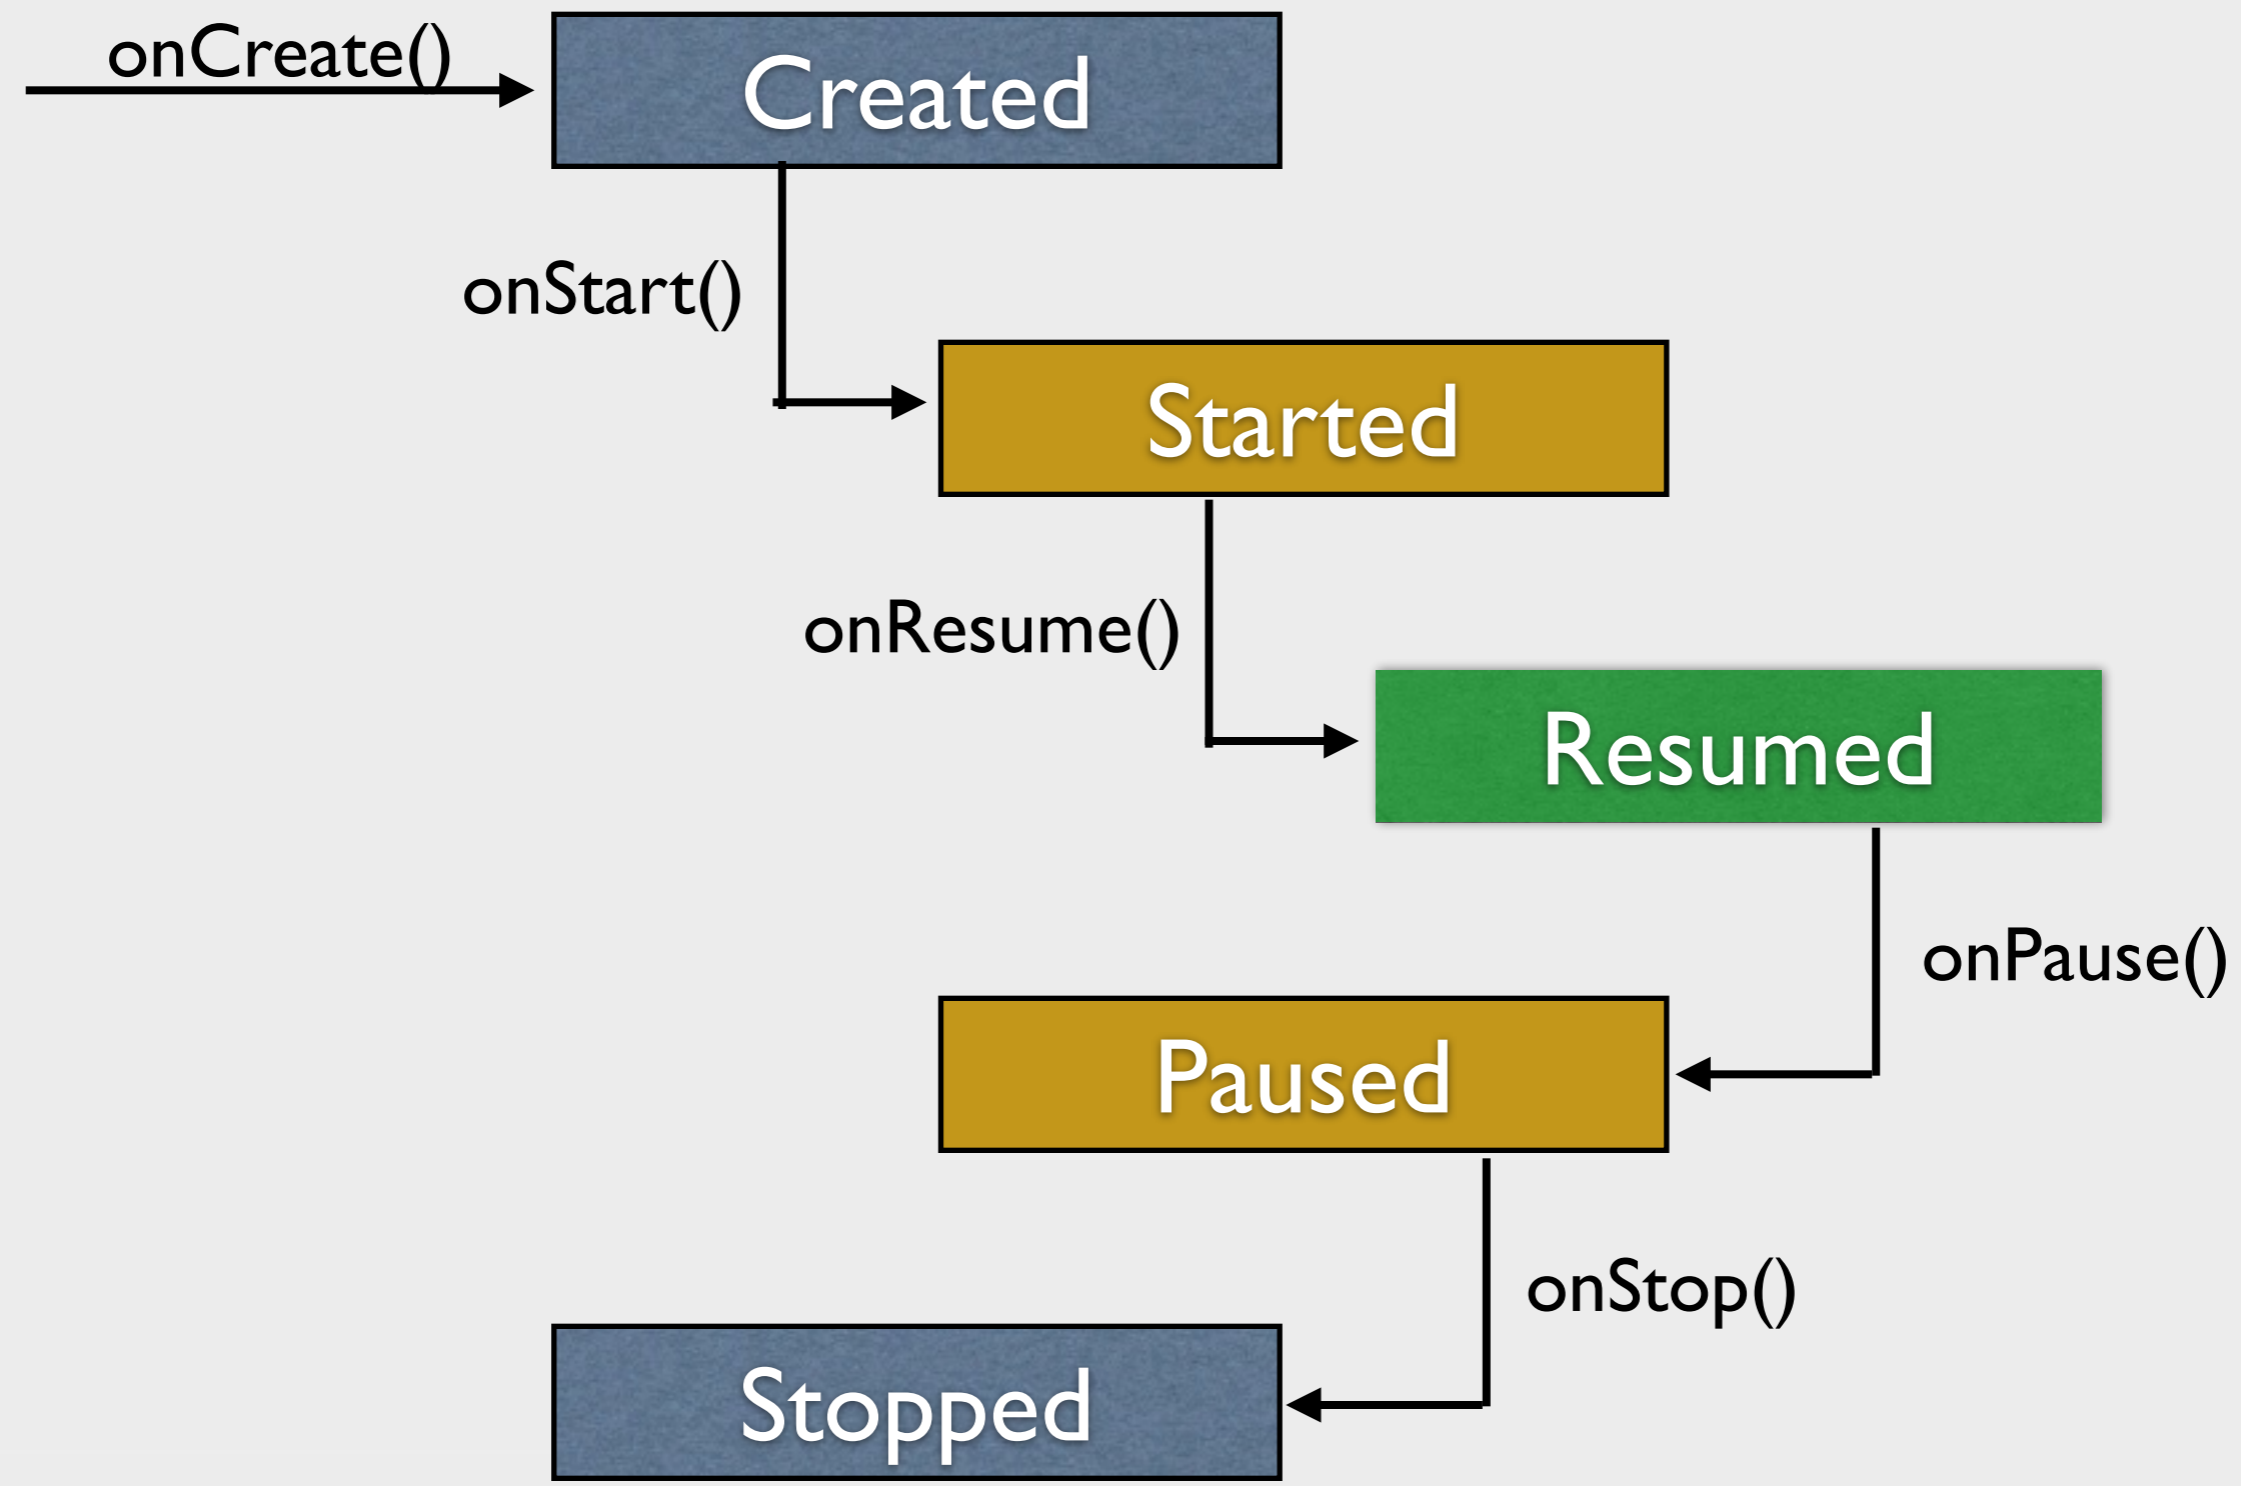 onCreate()
Created
onStart()
Started
onResume()
Resumed
onPause()
Paused
onStop()
Stopped